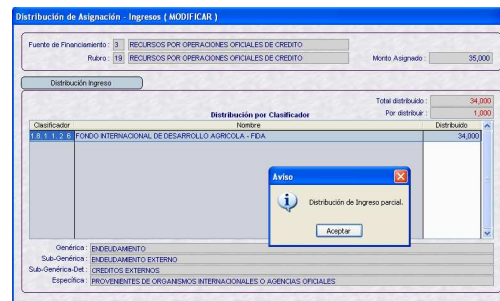 Distribución de Asignación - Ingresos ( MODIFICAR )
Fuente de Financiamiento : 3 RECURSOS POR OPERACIONES OFICIALES DE CREDITO
Rubro : 19 RECURSOS POR OPERACIONES OFICIALES DE CREDITO Monto Asignado : 35,000
Distribución Ingreso
Total distribuido : 34,000
Distribución por Clasificador Por distribuir : 1,000
Clasificador Nombre Distribuido
1.8 1 1. 2 6 FONDO INTERNACIONAL DE DESARROLLO AGRICOLA - FIDA 34,000
Aviso
Distribución de Ingreso parcial.
Aceptar
Genérica : ENDEUDAMIENTO
Sub-Genérica : ENDEUDAMIENTO EXTERNO
Sub-Genérica-Det : CREDITOS EXTERNOS
Específica : PROVENIENTES DE ORGANISMOS INTERNACIONALES O AGENCIAS OFICIALES